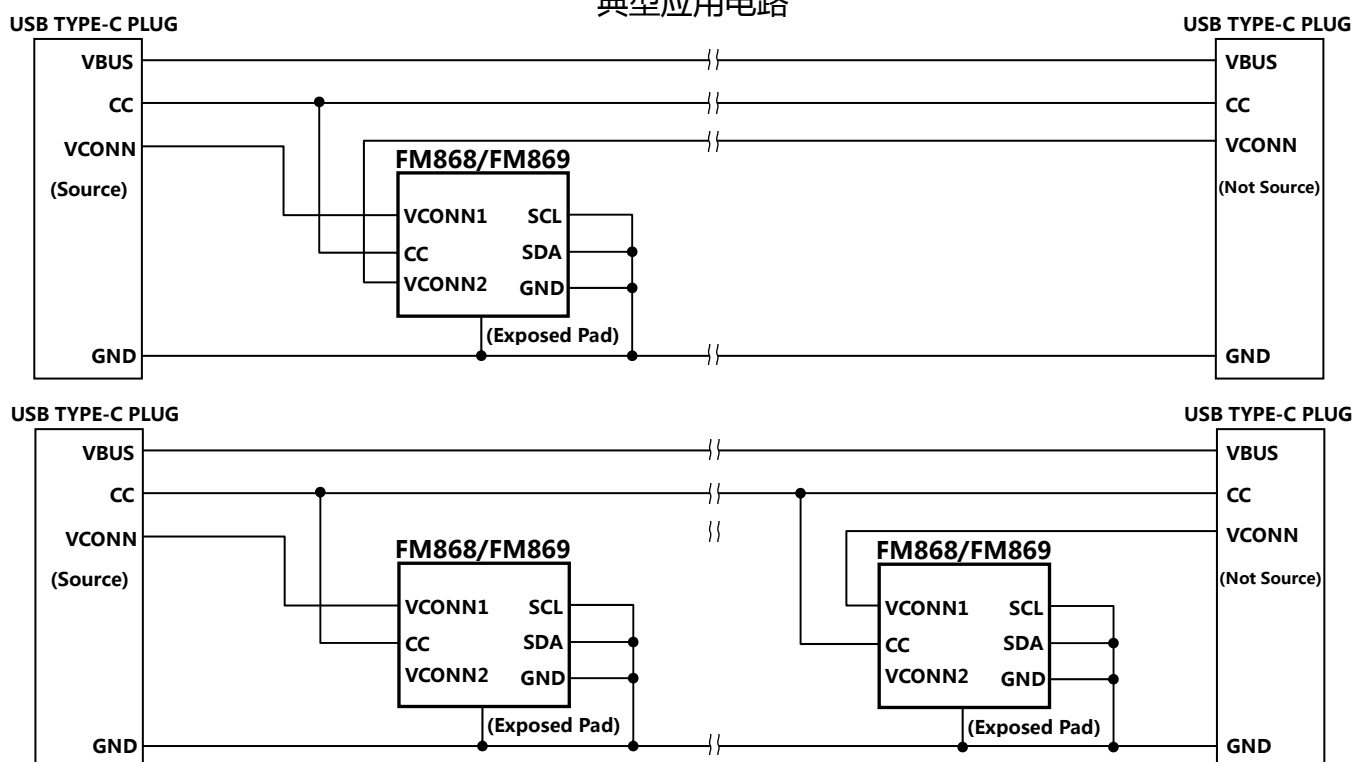 典型应用电路
USB TYPE-C PLUG
USB TYPE-C PLUG
VBUS
VBUS
CC
CC
VCONN
VCONN
FM868/FM869
(Source)
(Not Source)
VCONN1 SCL
CC SDA
VCONN2 GND
(Exposed Pad)
GND
GND
USB TYPE-C PLUG
USB TYPE-C PLUG
VBUS
VBUS
CC
CC
VCONN
VCONN
FM868/FM869
FM868/FM869
(Source)
(Not Source)
VCONN1 SCL
VCONN1 SCL
CC SDA
CC SDA
VCONN2 GND
VCONN2 GND
(Exposed Pad)
(Exposed Pad)
GND
GND